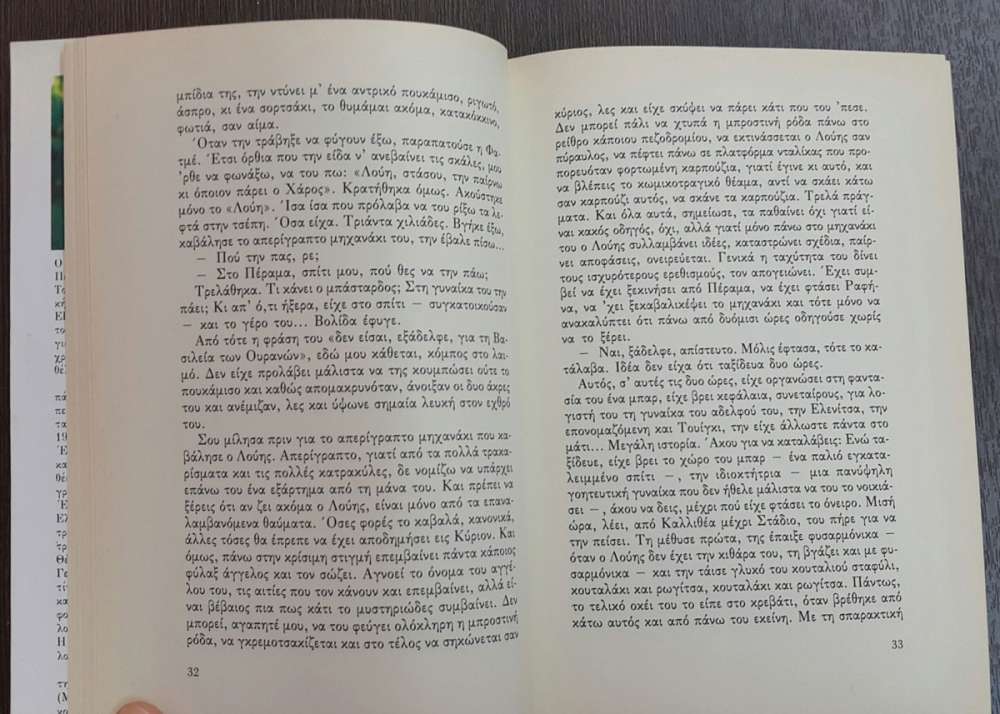 μπίδια της, την ντύνει μ' ένα αντρικό πουκάμισο, ριγωτό,
άσπρο, κι ένα σορτσάκι, το θυμάμαι ακόμα, κατακόκκινο,
φωτιά, σαν αίμα.
Όταν την τράβηξε να φύγουν έξω, παραπατούσε η Φα-
τμέ. Έτσι όρθια που την είδα ν' ανεβαίνει τις σκάλες, μου
'ρθε να φωνάξω, να του πω: «Λούη, στάσου, την παίρνω
κι όποιον πάρει ο Χάρος». Κρατήθηκα όμως. Ακούστηκε
μόνο το «Λούη». Ίσα ίσα που πρόλαβα να του ρίξω τα λε-
φτά στην τσέπη. Όσα είχα. Τριάντα χιλιάδες. Βγήκε έξω,
καβάλησε το απερίγραπτο μηχανάκι του, την έβαλε πίσω...
— Πού την πας, ρε;
— Στο Πέραμα, σπίτι μου, πού θες να την πάω;
Τρελάθηκα. Τι κάνει ο μπάσταρδος; Στη γυναίκα του την
πάει; Κι απ' ό,τι ήξερα, είχε στο σπίτι — συγκατοικούσαν
— και το γέρο του... Βολίδα έφυγε.
Από τότε η φράση του «δεν είσαι, εξάδελφε, για τη Βα-
σιλεία των Ουρανών», εδώ μου κάθεται, κόμπος στο λαι-
μό. Δεν είχε προλάβει μάλιστα να της κουμπώσει ούτε το
πουκάμισο και καθώς απομακρυνόταν, άνοιξαν οι δυο άκρες
του και ανέμιζαν, λες και ύψωνε σημαία λευκή στον εχθρό
του.
Σου μίλησα πριν για το απερίγραπτο μηχανάκι που κα-
βάλησε ο Λούης. Απερίγραπτο, γιατί από τα πολλά τρακα-
ρίσματα και τις πολλές κατρακύλες, δε νομίζω να υπάρχει
επάνω του ένα εξάρτημα από τη μάνα του. Και πρέπει να
ξέρεις ότι αν ζει ακόμα ο Λούης, είναι μόνο από τα επανα-
λαμβανόμενα θαύματα. Όσες φορές το καβαλά, κανονικά,
άλλες τόσες θα έπρεπε να έχει αποδημήσει εις Κύριον. Και
όμως, πάνω στην κρίσιμη στιγμή επεμβαίνει πάντα κάποιος
φύλαξ άγγελος και τον σώζει. Αγνοεί το όνομα του αγγέ-
λου του, τις αιτίες που τον κάνουν και επεμβαίνει, αλλά εί-
ναι βέβαιος πια πως κάτι το μυστηριώδες συμβαίνει. Δεν
μπορεί, αγαπητέ μου, να του φεύγει ολόκληρη η μπροστινή
ρόδα, να γκρεμοτσακίζεται και στο τέλος να σηκώνεται σαν
32
κύριος, λες και είχε σκύψει να πάρει κάτι που του 'πεσε.
Δεν μπορεί πάλι να χτυπά η μπροστινή ρόδα πάνω στο
ρείθρο κάποιου πεζοδρομίου, να εκτινάσσεται ο Λούης σαν
πύραυλος, να πέφτει πάνω σε πλατφόρμα νταλίκας που προ-
πορευόταν φορτωμένη καρπούζια, γιατί έγινε κι αυτό, και
να βλέπεις το κωμικοτραγικό θέαμα, αντί να σκάει κάτω
σαν καρπούζι αυτός, να σκάνε τα καρπούζια. Τρελά πράγ-
ματα. Και όλα αυτά, σημείωσε, τα παθαίνει όχι γιατί εί-
ναι κακός οδηγός, όχι, αλλά γιατί μόνο πάνω στο μηχανάκι
του ο Λούης συλλαμβάνει ιδέες, καταστρώνει σχέδια, παίρ-
νει αποφάσεις, ονειρεύεται. Γενικά η ταχύτητα του δίνει
τους ισχυρότερους ερεθισμούς, τον απογειώνει. Έχει συμ-
βεί να έχει ξεκινήσει από Πέραμα, να έχει φτάσει Ραφή-
να, να 'χει ξεκαβαλικέψει το μηχανάκι και τότε μόνο να
ανακαλύπτει ότι πάνω από δυόμισι ώρες οδηγούσε χωρίς
να το ξέρει.
— Ναι, ξάδελφε, απίστευτο. Μόλις έφτασα, τότε το κα-
τάλαβα. Ιδέα δεν είχα ότι ταξίδευα δυο ώρες.
Αυτός, σ' αυτές τις δυο ώρες, είχε οργανώσει στη φαντα-
σία του ένα μπαρ, είχε βρει κεφάλαια, συνεταίρους, για λο-
γιστή του τη γυναίκα του αδελφού του, την Ελενίτσα, την
επονομαζόμενη και Τουίγκι, την είχε άλλωστε πάντα στο
μάτι... Μεγάλη ιστορία. Άκου για να καταλάβεις: Ενώ τα-
ξίδευε, είχε βρει το χώρο του μπαρ — ένα παλιό εγκατα-
λειμμένο σπίτι —, την ιδιοκτήτρια — μια πανύψηλη
γοητευτική γυναίκα που δεν ήθελε μάλιστα να του το νοικιά-
σει —, άκου να δεις, μέχρι πού είχε φτάσει το όνειρο. Μισή
ώρα, λέει, από Καλλιθέα μέχρι Στάδιο, του πήρε για να
την πείσει. Τη μέθυσε πρώτα, της έπαιξε φυσαρμόνικα —
όταν ο Λούης δεν έχει την κιθάρα του, τη βγάζει και με φυ-
σαρμόνικα — και την τάισε γλυκό του κουταλιού σταφύλι,
κουταλάκι και ρωγίτσα, κουταλάκι και ρωγίτσα. Πάντως,
το τελικό οκέι του το είπε στο κρεβάτι, όταν βρέθηκε από
κάτω αυτός και από πάνω του εκείνη. Με τη σπαρακτική
33